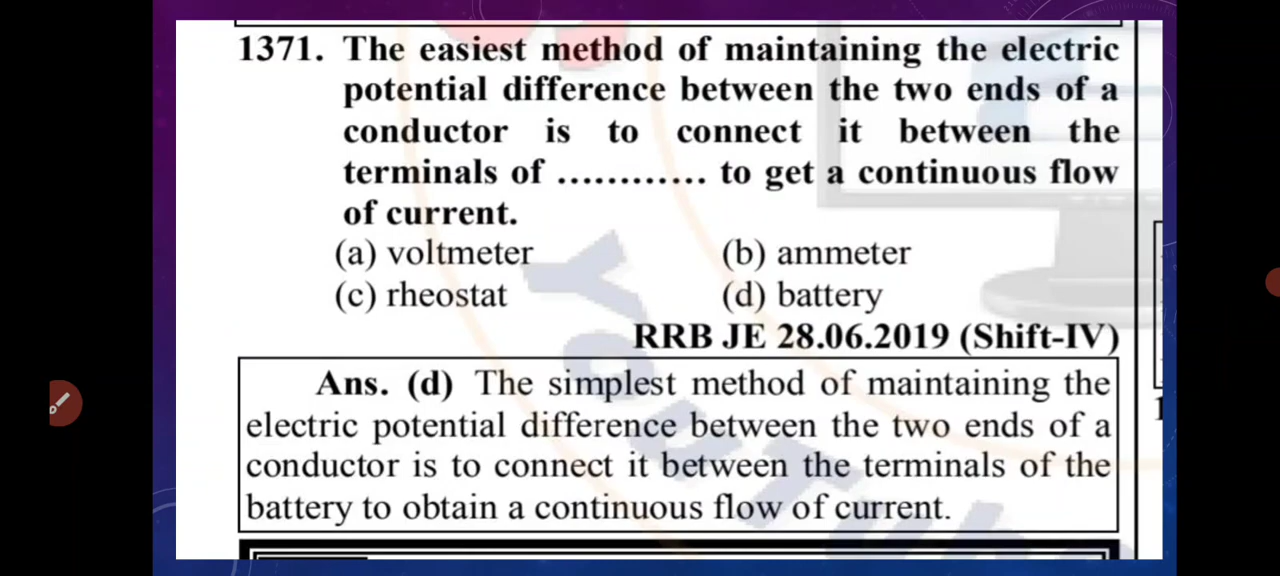 1371. The easiest method of maintaining the electric
potential difference between the two ends of a
conductor is to connect it between the
terminals of ............ to get a continuous flow
of current.
(a) voltmeter (b) ammeter
(c) rheostat (d) battery
RRB JE 28.06.2019 (Shift-IV)
Ans. (d) The simplest method of maintaining the
electric potential difference between the two ends of a
conductor is to connect it between the terminals of the
battery to obtain a continuous flow of current.
YouTube